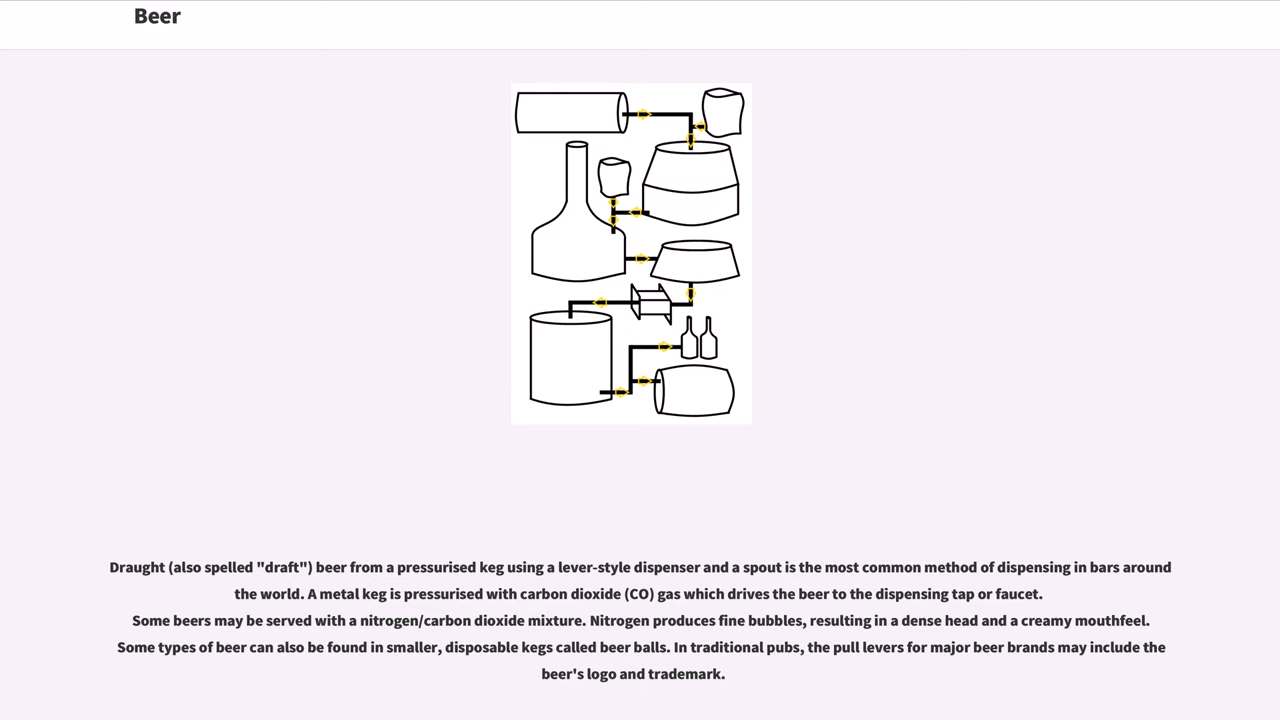 Beer
Draught (also spelled "draft") beer from a pressurised keg using a lever-style dispenser and a spout is the most common method of dispensing in bars around
the world. A metal keg is pressurised with carbon dioxide (CO) gas which drives the beer to the dispensing tap or faucet.
Some beers may be served with a nitrogen/carbon dioxide mixture. Nitrogen produces fine bubbles, resulting in a dense head and a creamy mouthfeel.
Some types of beer can also be found in smaller, disposable kegs called beer balls. In traditional pubs, the pull levers for major beer brands may include the
beer's logo and trademark.